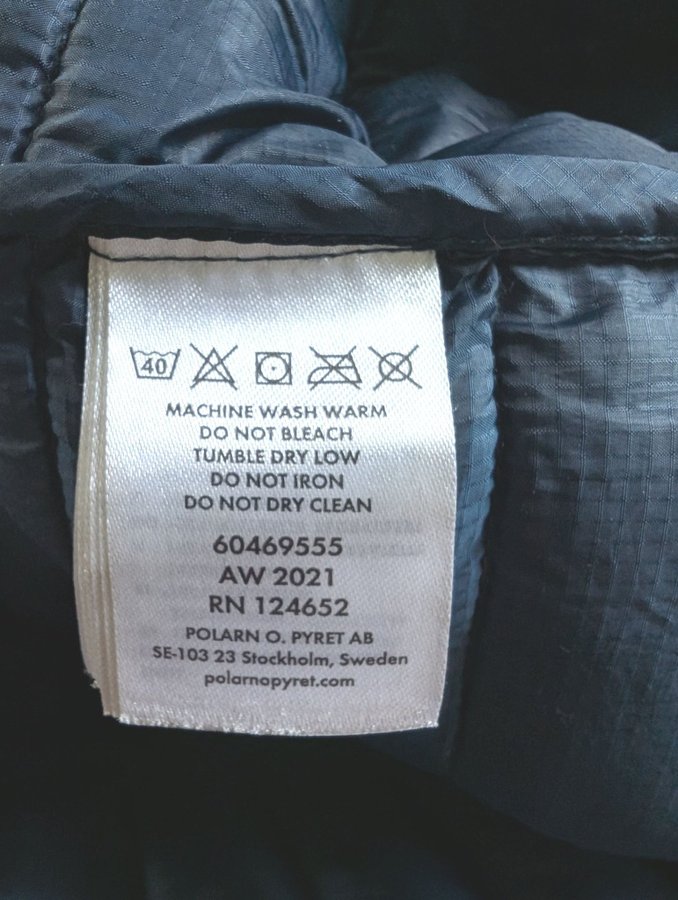 40
MACHINE WASH WARM
DO NOT BLEACH
TUMBLE DRY LOW
DO NOT IRON
DO NOT DRY CLEAN
60469555
AW 2021
RN 124652
POLARN O. PYRET AB
SE-103 23 Stockholm, Sweden
polarnopyret.com